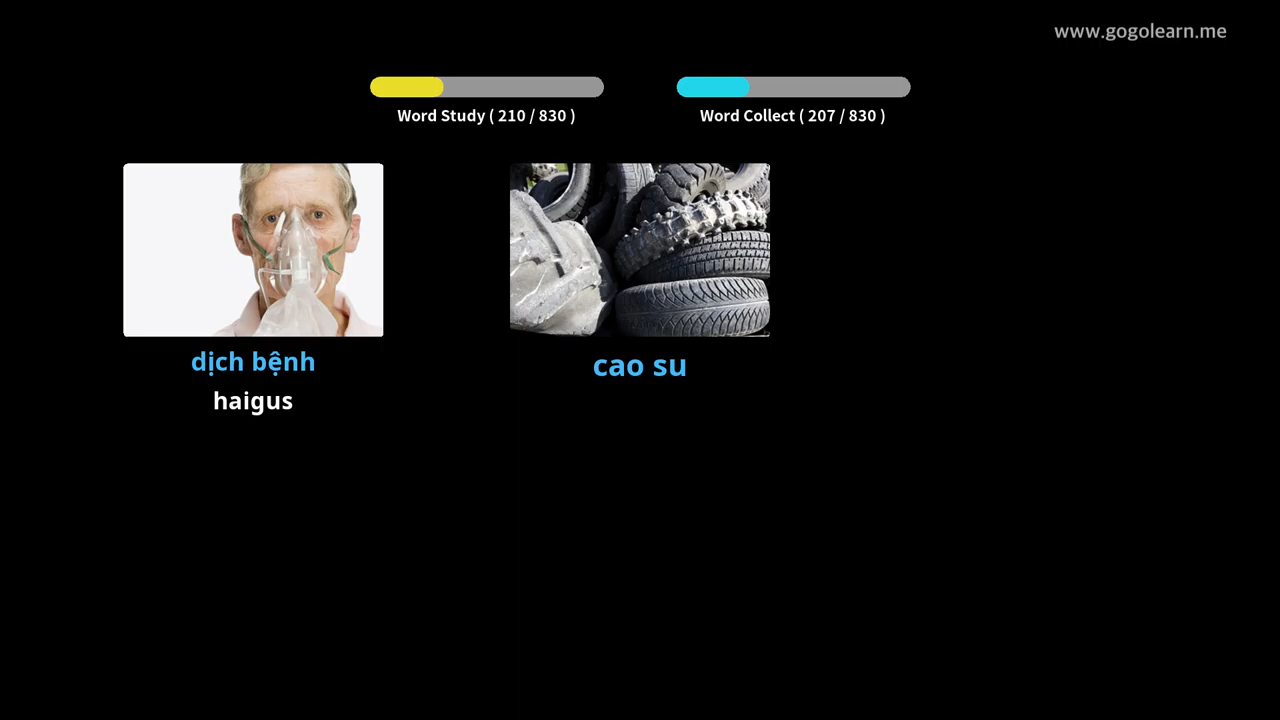 www.gogolearn.me
Word Study ( 210 / 830 )
Word Collect ( 207 / 830 )
dịch bệnh
haigus
cao su